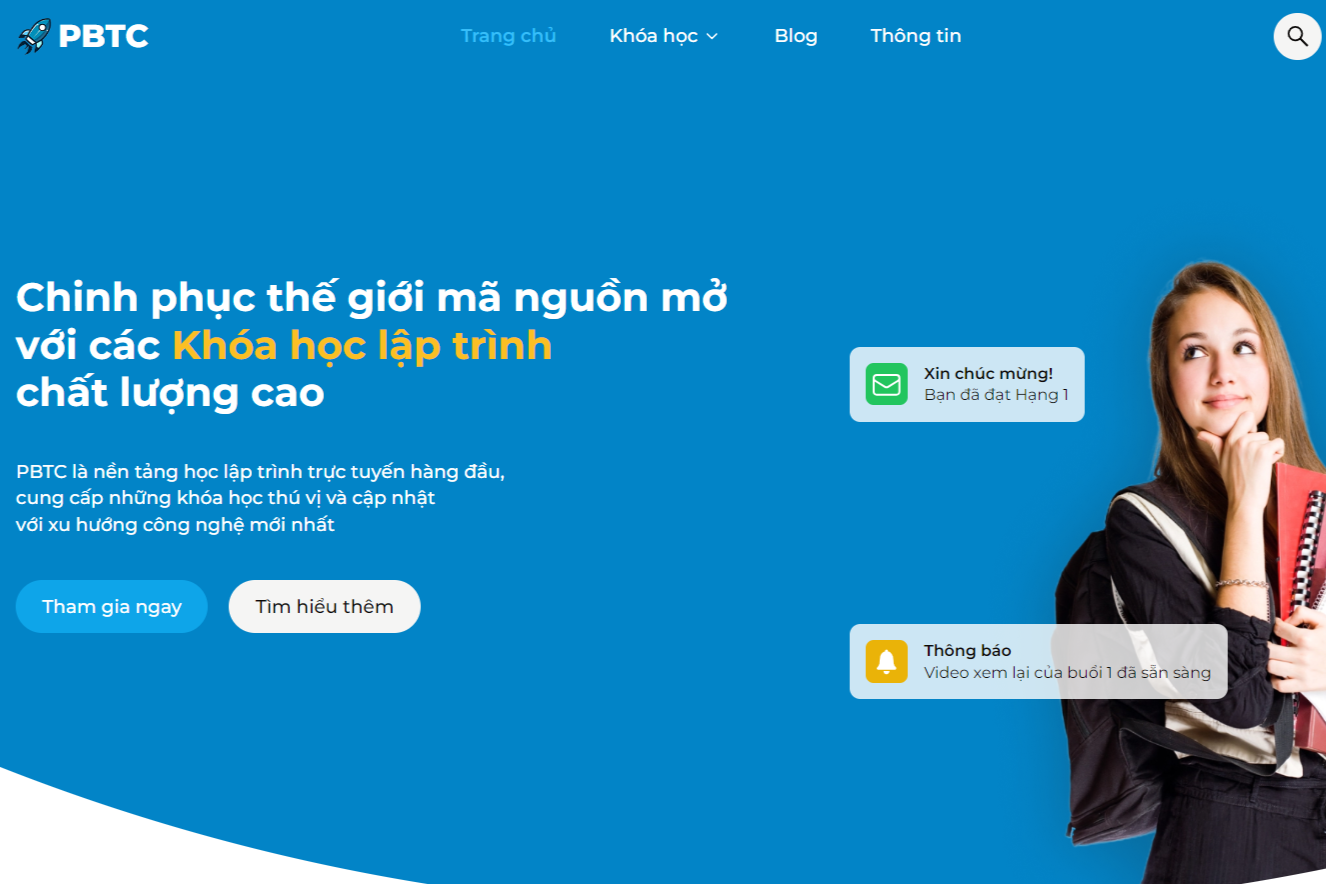 PBTC
Trang chủ
Khóa học
Blog
Thông tin
Chinh phục thế giới mã nguồn mở
với các Khóa học lập trình
chất lượng cao
PBTC là nền tảng học lập trình trực tuyến hàng đầu,
cung cấp những khóa học thú vị và cập nhật
với xu hướng công nghệ mới nhất
Tham gia ngay
Tìm hiểu thêm
Xin chúc mừng!
Bạn đã đạt Hạng 1
Thông báo
Video xem lại của buổi 1 đã sẵn sàng